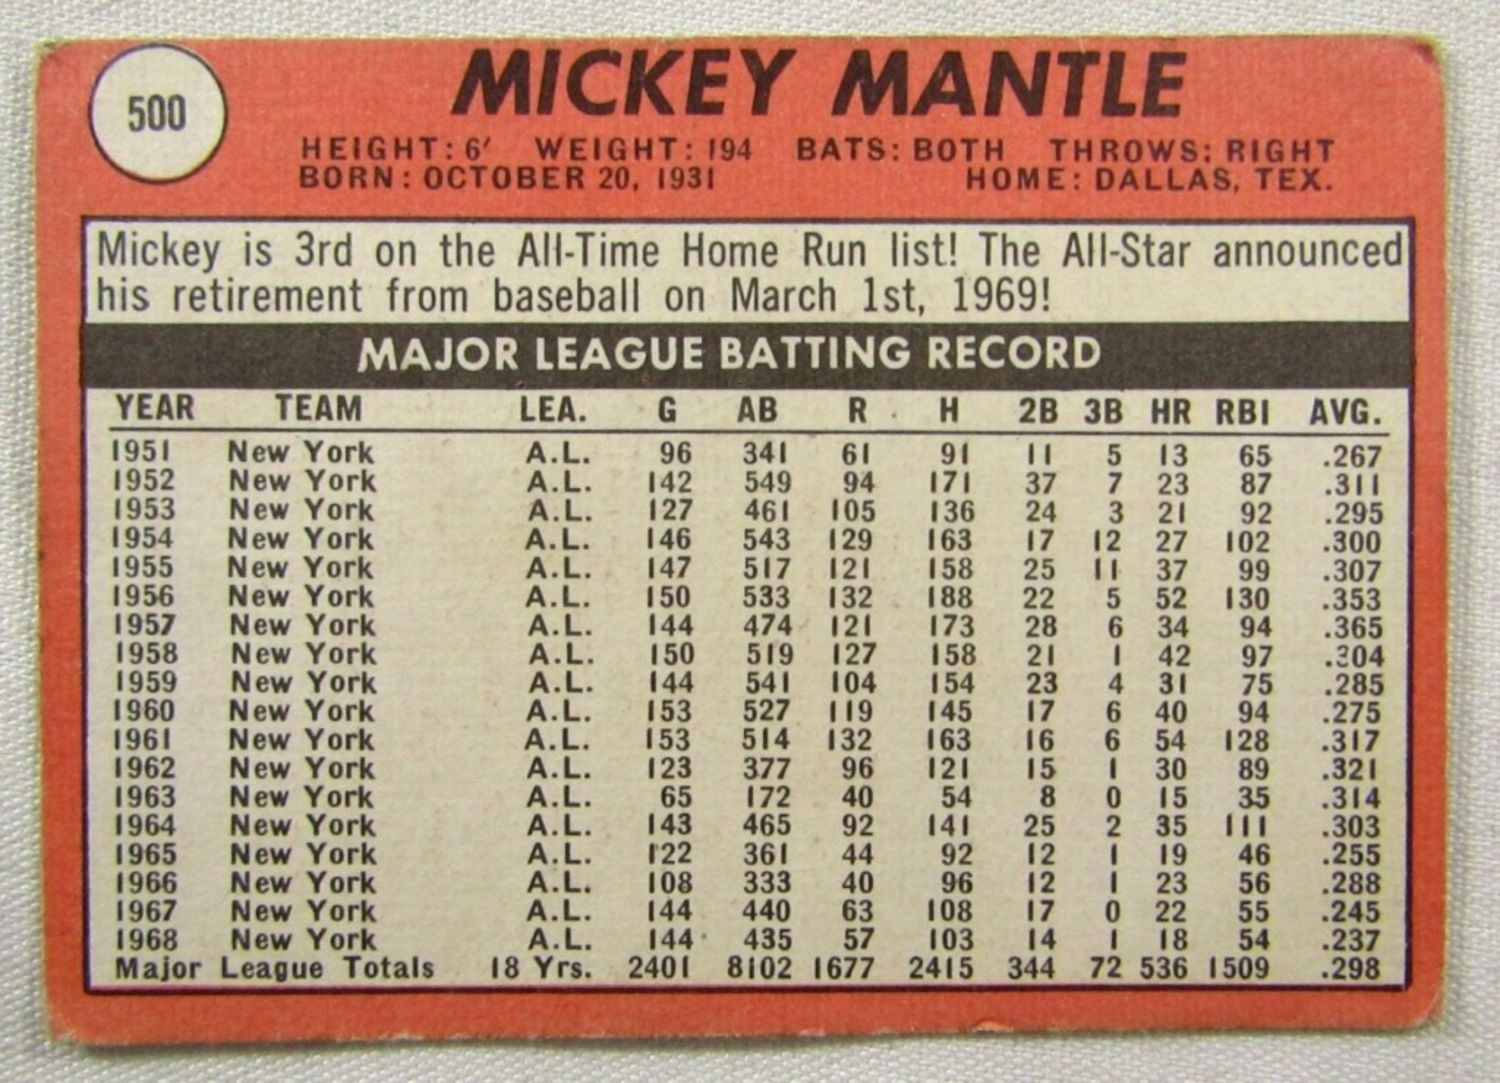 500
MICKEY MANTLE
HEIGHT: 6' WEIGHT: 194 BATS: BOTH THROWS: RIGHT
BORN: OCTOBER 20, 1931 HOME: DALLAS, TEX.
Mickey is 3rd on the All-Time Home Run list! The All-Star announced
his retirement from baseball on March 1st, 1969!
MAJOR LEAGUE BATTING RECORD
YEAR TEAM LEA. G AB R H 2B 3B HR RBI AVG.
1951 New York A.L. 96 341 61 91 11 5 13 65 .267
1952 New York A.L. 142 549 94 171 37 7 23 87 .311
1953 New York A.L. 127 461 105 136 24 3 21 92 .295
1954 New York A.L. 146 543 129 163 17 12 27 102 .300
1955 New York A.L. 147 517 121 158 25 11 37 99 .307
1956 New York A.L. 150 533 132 188 22 5 52 130 .353
1957 New York A.L. 144 474 121 173 28 6 34 94 .365
1958 New York A.L. 150 519 127 158 21 1 42 97 .304
1959 New York A.L. 144 541 104 154 23 4 31 75 .285
1960 New York A.L. 153 527 119 145 17 6 40 94 .275
1961 New York A.L. 153 514 132 163 16 6 54 128 .317
1962 New York A.L. 123 377 96 121 15 1 30 89 .321
1963 New York A.L. 65 172 40 54 8 0 15 35 .314
1964 New York A.L. 143 465 92 141 25 2 35 111 .303
1965 New York A.L. 122 361 44 92 12 1 19 46 .255
1966 New York A.L. 108 333 40 96 12 1 23 56 .288
1967 New York A.L. 144 440 63 108 17 0 22 55 .245
1968 New York A.L. 144 435 57 103 14 1 18 54 .237
Major League Totals 18 Yrs. 2401 8102 1677 2415 344 72 536 1509 .298